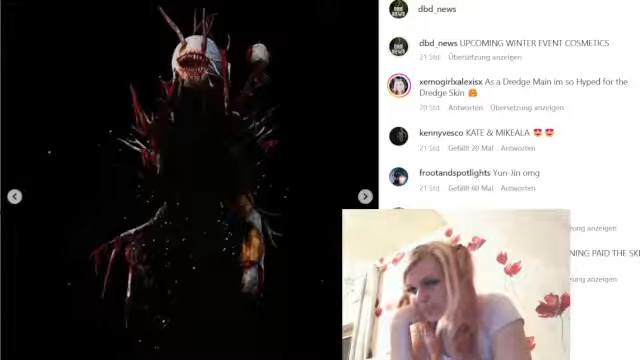 dbd_news
dbd_news UPCOMING WINTER EVENT COSMETICS
21 Std. Übersetzung anzeigen
xemogirlxalexisx As a Dredge Main im so Hyped for the
Dredge Skin 🤗
20 Std. Antworten Übersetzung anzeigen
kennyvesco KATE & MIKEALA 😍 😍
21 Std. Gefällt 20 Mal Antworten
frootandspotlights Yun-Jin omg
21 Std. Gefällt 60 Mal Antworten
anzeigen
PAID THE
anzeigen